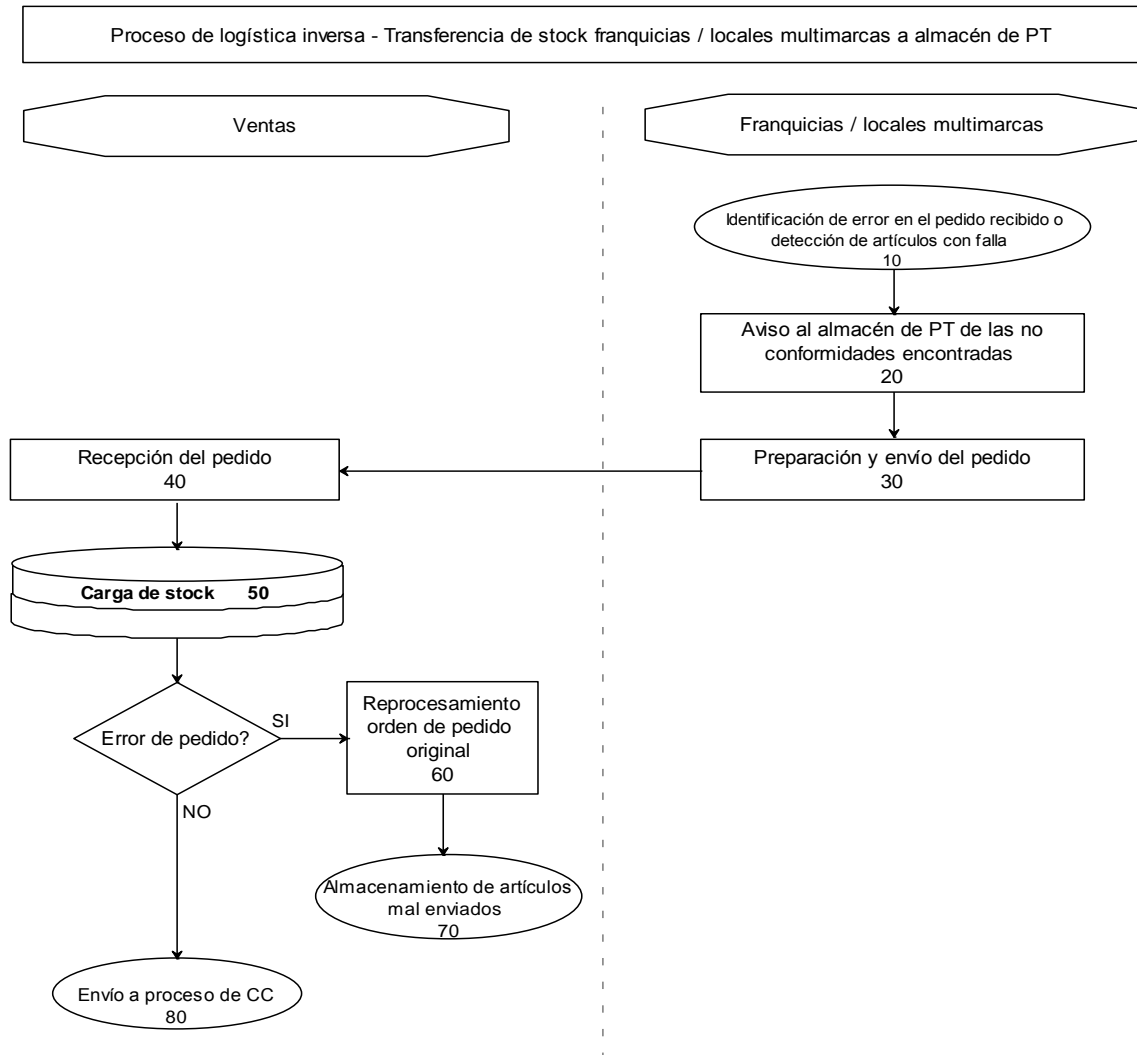 Proceso de logística inversa - Transferencia de stock franquicias / locales multimarcas a almacén de PT
Ventas
Franquicias / locales multimarcas
Identificación de error en el pedido recibido o
detección de artículos con falla
10
Aviso al almacén de PT de las no
conformidades encontradas
20
Preparación y envío del pedido
30
Recepción del pedido
40
Carga de stock 50
Error de pedido?
SI
Reprocesamiento
orden de pedido
original
60
NO
Almacenamiento de artículos
mal enviados
70
Envío a proceso de CC
80